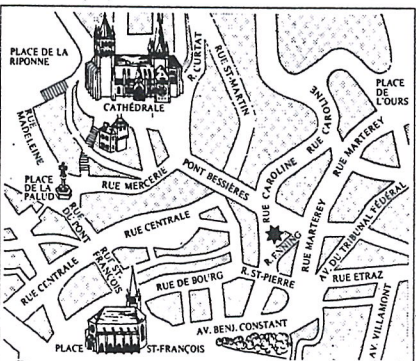 PLACE DE LA
RIPONNE
CATHÉDRALE
R. CURTAT
RUE ST-MARTIN
PLACE
DE
L'OURS
RUE CAROLINE
RUE MARTEREY
RUE
MADELEINE
PLACE
DE LA
PALUD
RUE MERCERIE
PONT BESSIÈRES
RUE CAROLINE
RUE DU PONT
RUE CENTRALE
RUE CENTRALE
RUE ST-
FRANÇOIS
RUE DE BOURG
R. ST-PIERRE
RUE MARTEREY
AV. DU TRIBUNAL FÉDÉRAL
RUE ETRAZ
AV. VILLAMONT
AV. BENJ. CONSTANT
PLACE
ST-FRANÇOIS